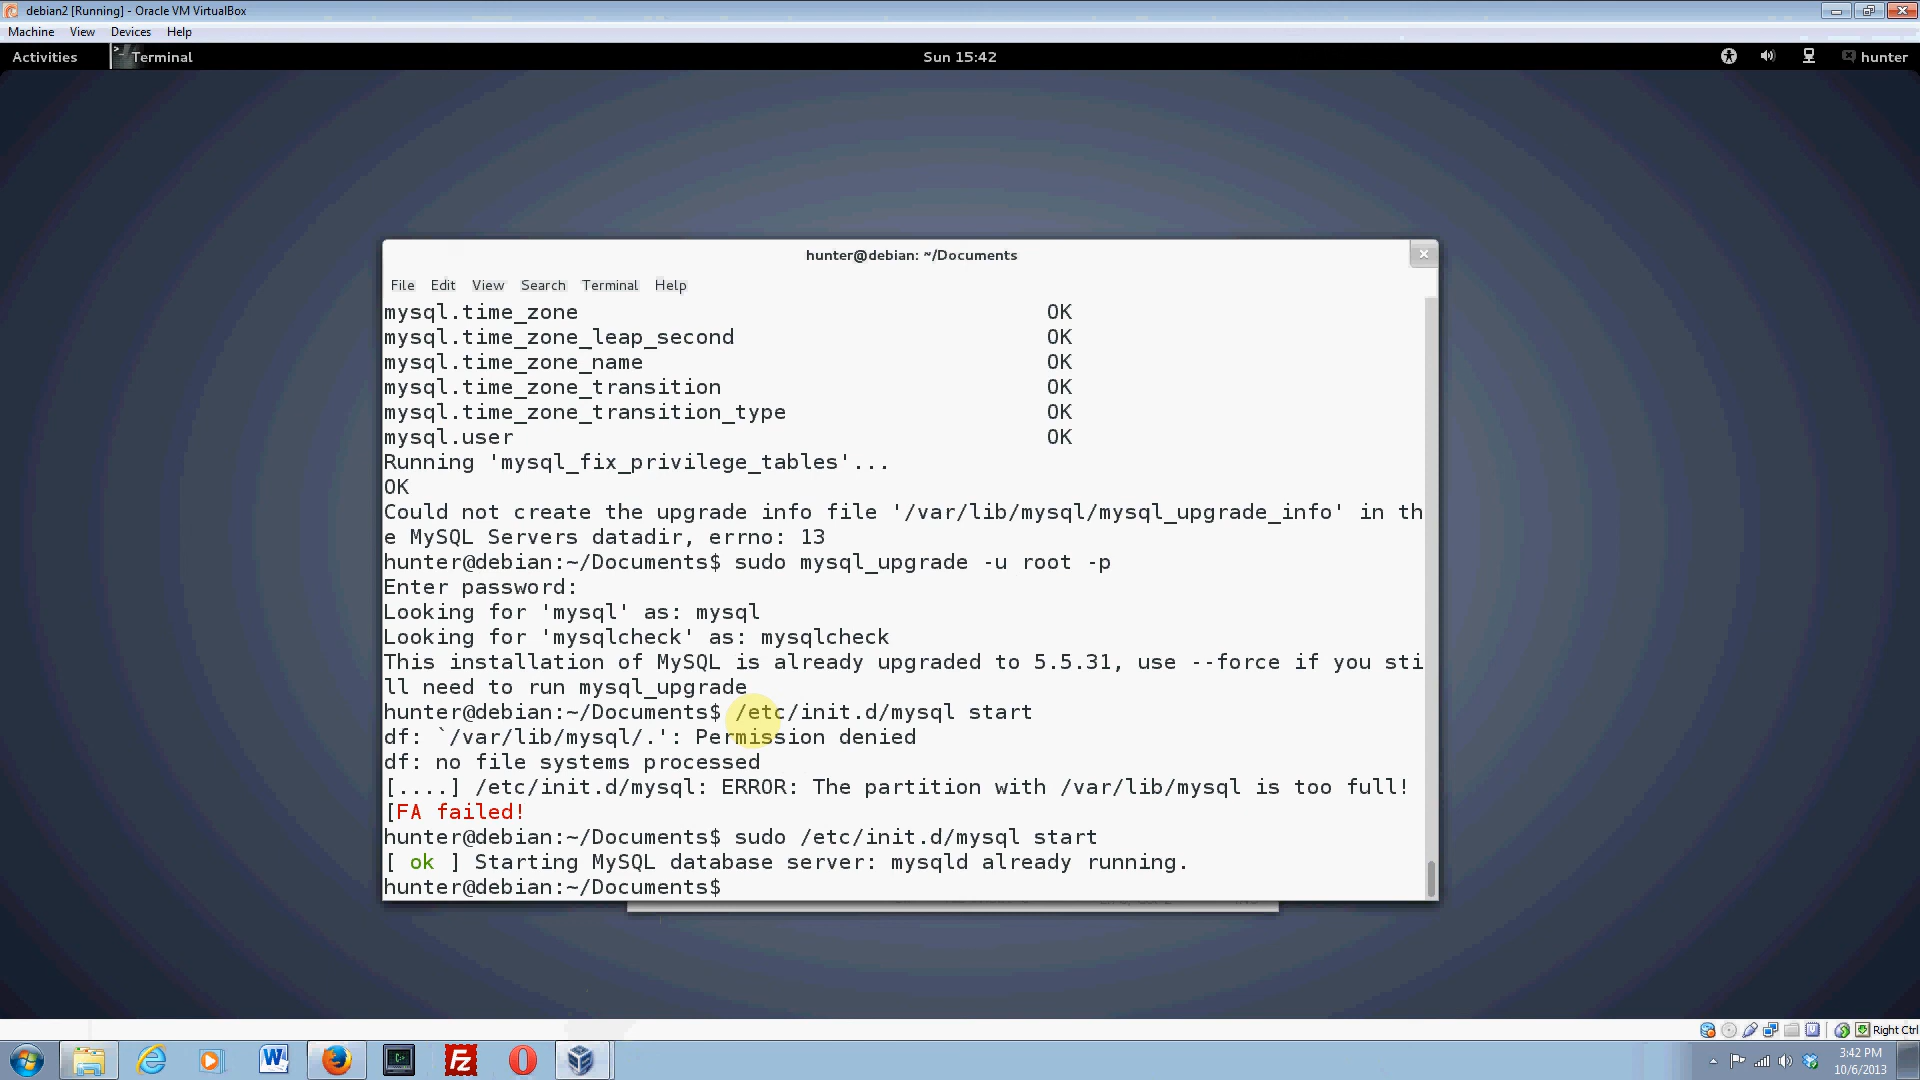 debian2 [Running] - Oracle VM VirtualBox
Machine View Devices Help
Activities Terminal Sun 15:42 hunter
hunter@debian: ~/Documents
File Edit View Search Terminal Help
mysql.time_zone OK
mysql.time_zone_leap_second OK
mysql.time_zone_name OK
mysql.time_zone_transition OK
mysql.time_zone_transition_type OK
mysql.user OK
Running 'mysql_fix_privilege_tables'...
OK
Could not create the upgrade info file '/var/lib/mysql/mysql_upgrade_info' in th
e MySQL Servers datadir, errno: 13
hunter@debian:~/Documents$ sudo mysql_upgrade -u root -p
Enter password:
Looking for 'mysql' as: mysql
Looking for 'mysqlcheck' as: mysqlcheck
This installation of MySQL is already upgraded to 5.5.31, use --force if you sti
ll need to run mysql_upgrade
hunter@debian:~/Documents$ /etc/init.d/mysql start
df: `/var/lib/mysql/.': Permission denied
df: no file systems processed
[....] /etc/init.d/mysql: ERROR: The partition with /var/lib/mysql is too full!
[FA failed!
hunter@debian:~/Documents$ sudo /etc/init.d/mysql start
[ ok ] Starting MySQL database server: mysqld already running.
hunter@debian:~/Documents$
Right Ctrl
3:42 PM
10/6/2013